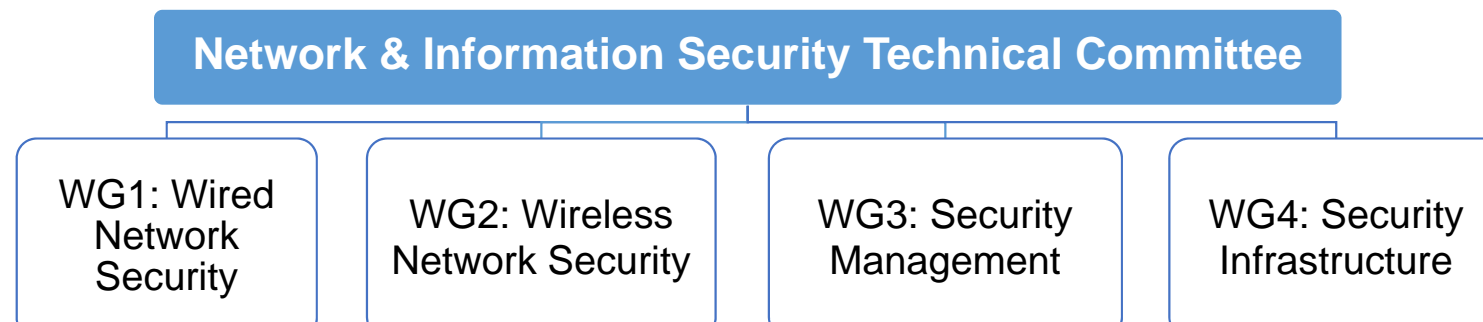 Network & Information Security Technical Committee
WG1: Wired
Network
Security
WG2: Wireless
Network Security
WG3: Security
Management
WG4: Security
Infrastructure